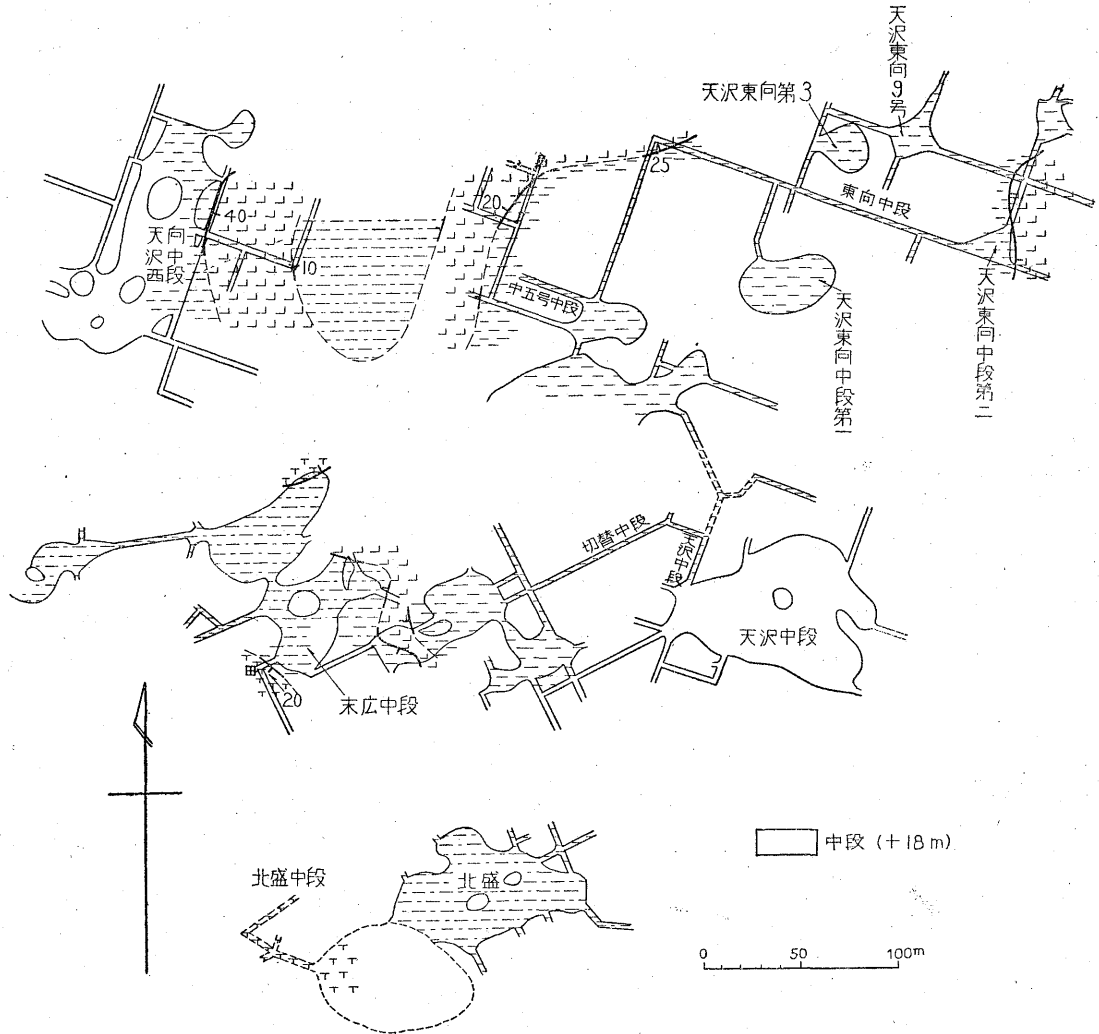 天沢東向9号
天沢東向第3
25
20
東向中段
40
天沢西向中段
10
中五号中段
天沢東向中段第一
天沢東向中段第二
切替中段
天沢中段
天沢中段
20
末広中段
中段 (+18m)
北盛中段
北盛
0 50 100m